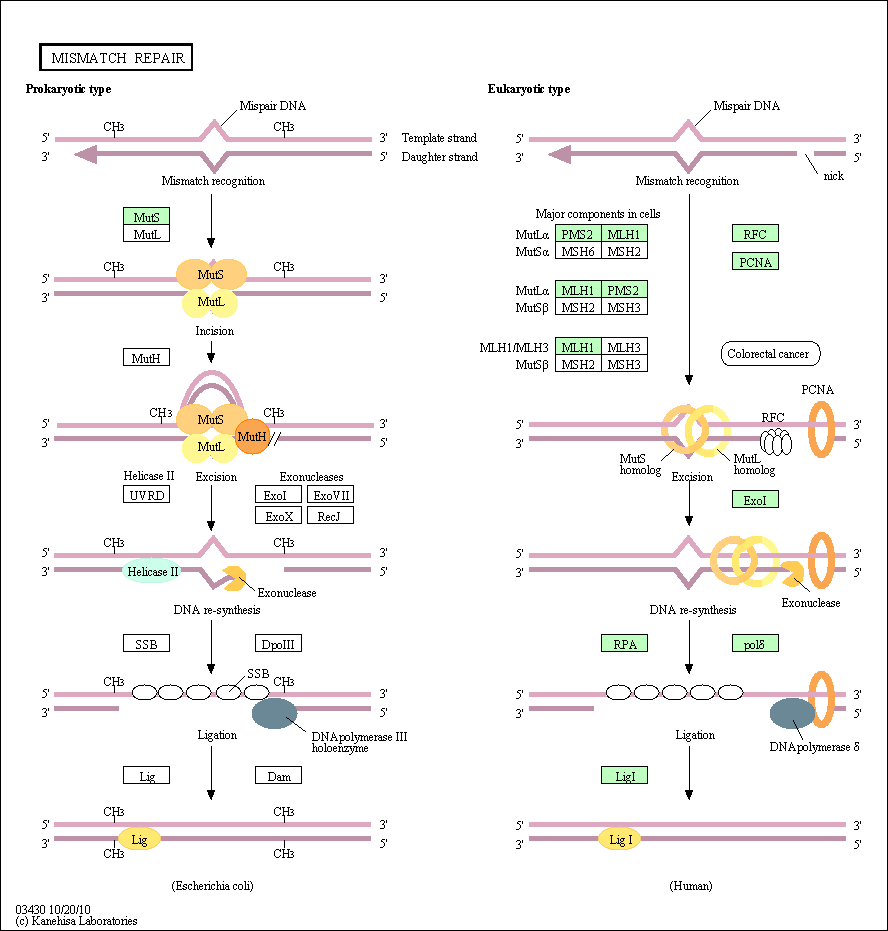 MISMATCH REPAIR
Prokaryotic type
Mispair DNA
CH3
CH3
5'
3'
Template strand
3'
5'
Daughter strand
Mismatch recognition
MutS
MutL
CH3
MutS
CH3
5'
3'
3'
MutL
5'
Incision
MutH
CH3
MutS
CH3
5'
3'
3'
MutL
MutH
5'
Helicase II
Excision
Exonucleases
UVRD
ExoI
ExoVII
ExoX
RecJ
CH3
CH3
5'
3'
3'
Helicase II
5'
Exonuclease
DNA re-synthesis
SSB
DpoIII
SSB
CH3
CH3
5'
3'
3'
5'
DNA polymerase III
holoenzyme
Ligation
Lig
Dam
CH3
CH3
5'
3'
3'
Lig
5'
CH3
CH3
(Escherichia coli)
Eukaryotic type
Mispair DNA
5'
3'
3'
5'
nick
Mismatch recognition
Major components in cells
MutLα PMS2 MLH1
MutSα MSH6 MSH2
RFC
PCNA
MutLα MLH1 PMS2
MutSβ MSH2 MSH3
MLH1/MLH3 MLH1 MLH3
MutSβ MSH2 MSH3
Colorectal cancer
PCNA
RFC
5'
3'
3'
5'
MutS
homolog
MutL
homolog
Excision
ExoI
5'
3'
3'
5'
Exonuclease
DNA re-synthesis
RPA
polδ
5'
3'
3'
5'
DNA polymerase δ
Ligation
LigI
5'
3'
3'
Lig I
5'
(Human)
03430 10/20/10
(c) Kanehisa Laboratories